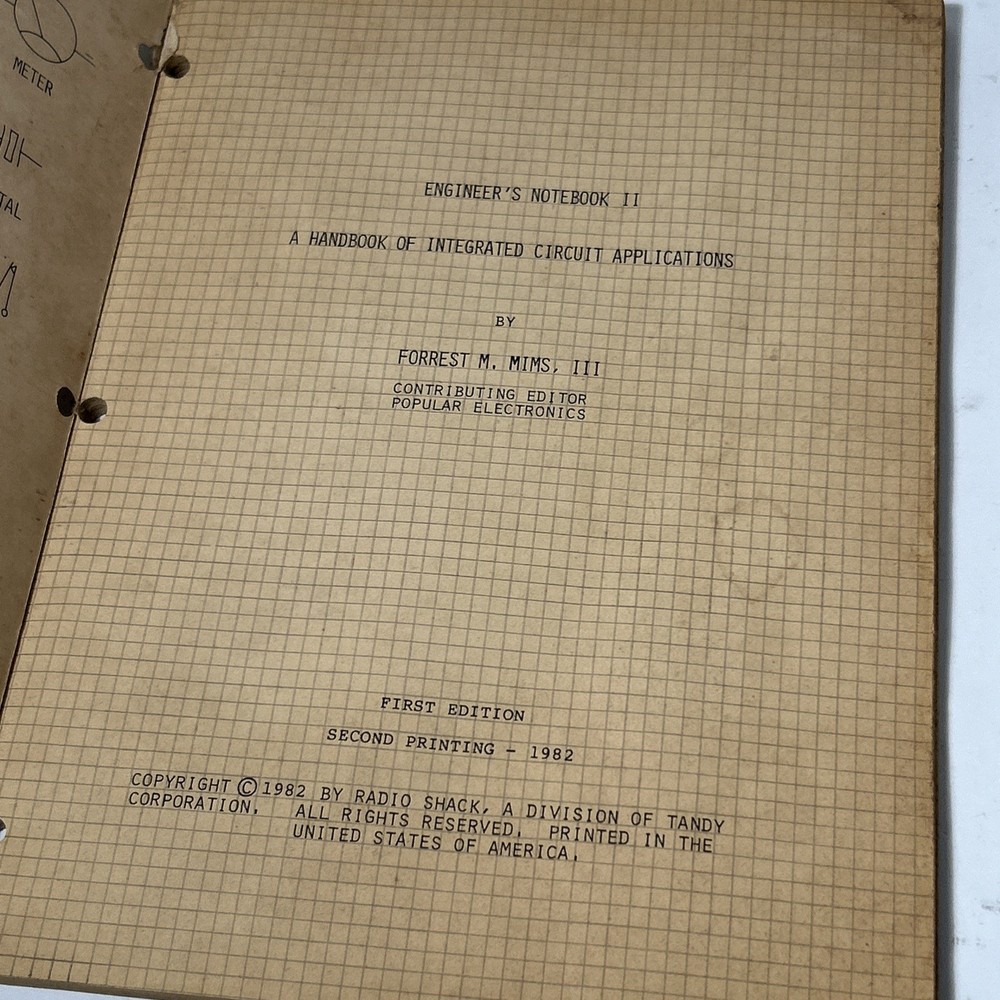 METER
TAL
ENGINEER'S NOTEBOOK II
A HANDBOOK OF INTEGRATED CIRCUIT APPLICATIONS
BY
FORREST M. MIMS, III
CONTRIBUTING EDITOR
POPULAR ELECTRONICS
FIRST EDITION
SECOND PRINTING - 1982
COPYRIGHT © 1982 BY RADIO SHACK, A DIVISION OF TANDY
CORPORATION. ALL RIGHTS RESERVED. PRINTED IN THE
UNITED STATES OF AMERICA.